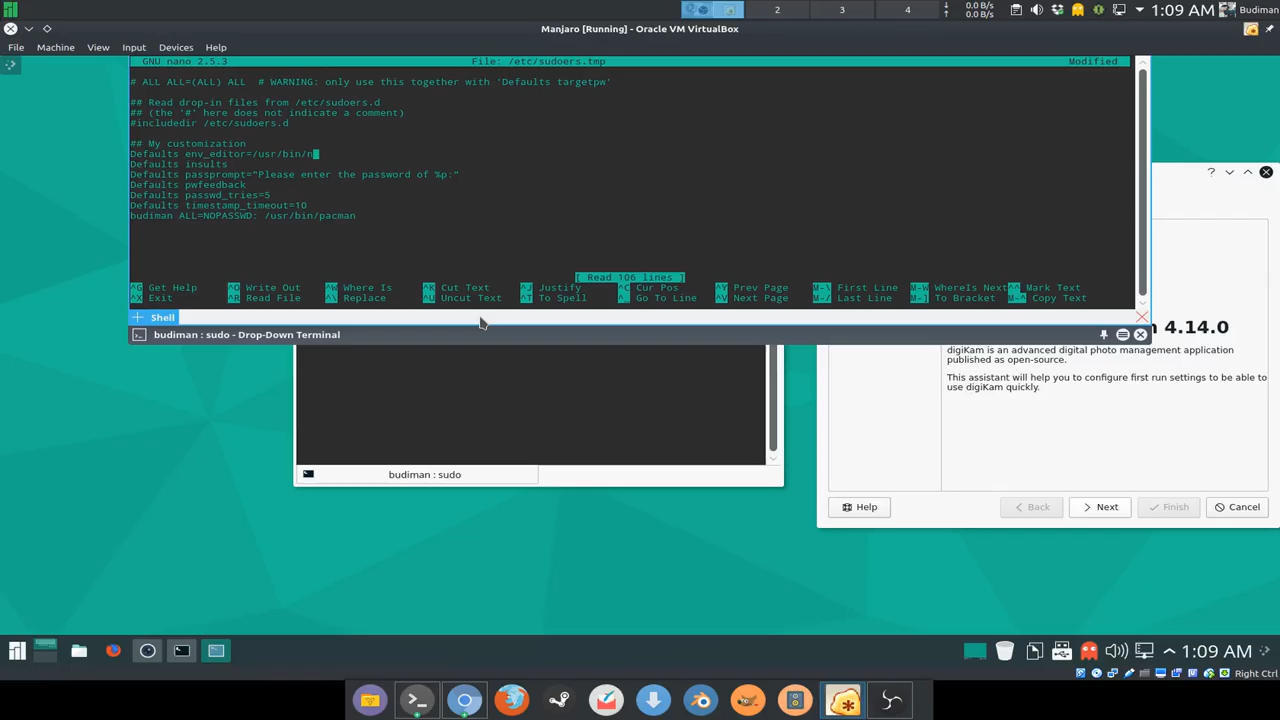 2 3 4 0.0 B/s 0.0 B/s 1:09 AM Budiman
Manjaro [Running] - Oracle VM VirtualBox
File Machine View Input Devices Help
GNU nano 2.5.3 File: /etc/sudoers.tmp Modified
# ALL ALL=(ALL) ALL # WARNING: only use this together with 'Defaults targetpw'
## Read drop-in files from /etc/sudoers.d
## (the '#' here does not indicate a comment)
#includedir /etc/sudoers.d
## My customization
Defaults env_editor=/usr/bin/n
Defaults insults
Defaults passprompt="Please enter the password of %p:"
Defaults pwfeedback
Defaults passwd_tries=5
Defaults timestamp_timeout=10
budiman ALL=NOPASSWD: /usr/bin/pacman
[ Read 106 lines ]
^G Get Help ^O Write Out ^W Where Is ^K Cut Text ^J Justify ^C Cur Pos ^Y Prev Page M-\ First Line M-W WhereIs Next ^^ Mark Text
^X Exit ^R Read File ^\ Replace ^U Uncut Text ^T To Spell ^_ Go To Line ^V Next Page M-/ Last Line M-] To Bracket M-^ Copy Text
Shell
budiman : sudo - Drop-Down Terminal
4.14.0
digiKam is an advanced digital photo management application
published as open-source.
This assistant will help you to configure first run settings to be able to
use digiKam quickly.
budiman : sudo
Help < Back > Next Finish Cancel
1:09 AM
Right Ctrl